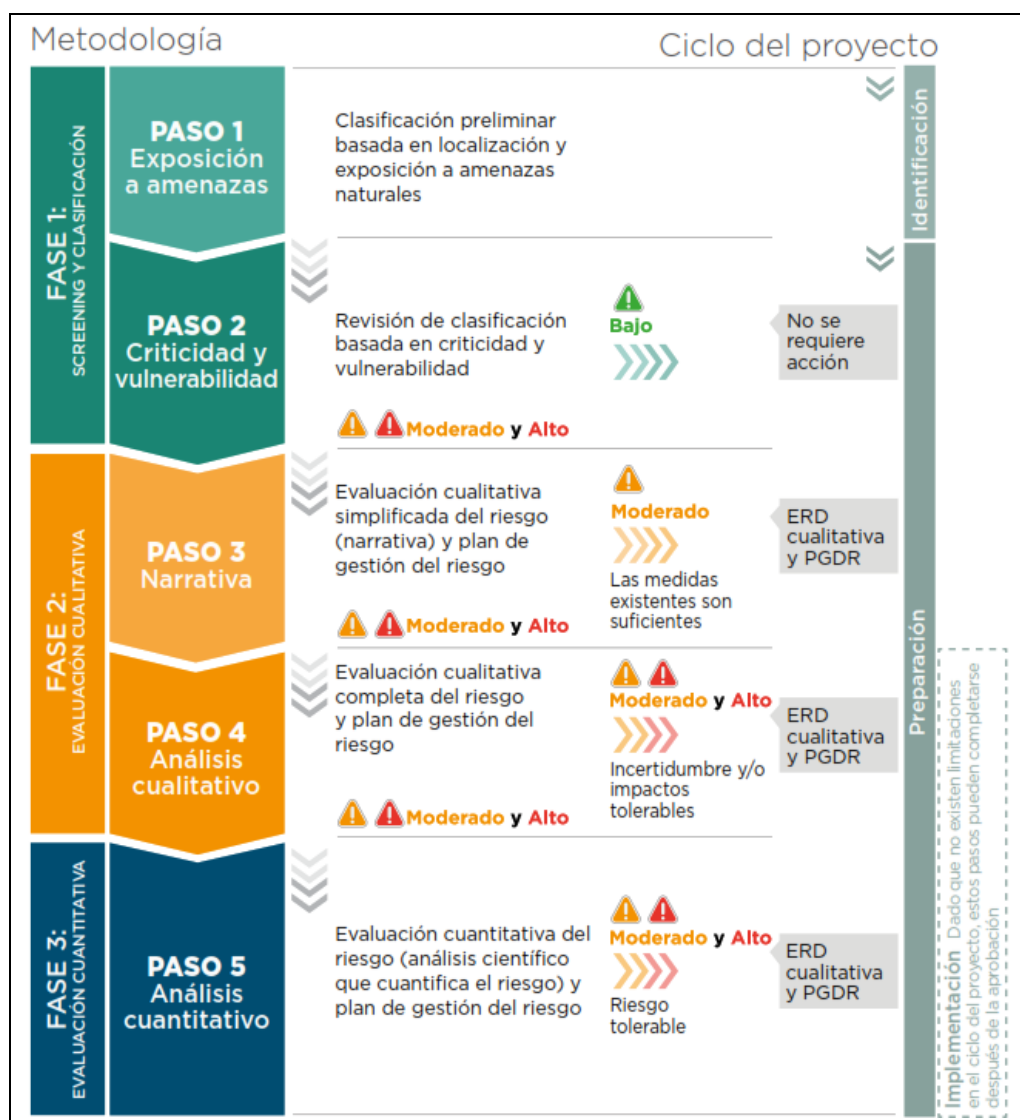 Metodología
Ciclo del proyecto
FASE 1:
SCREENING Y CLASIFICACIÓN
PASO 1
Exposición
a amenazas
Clasificación preliminar
basada en localización y
exposición a amenazas
naturales
Identificación
PASO 2
Criticidad y
vulnerabilidad
Revisión de clasificación
basada en criticidad y
vulnerabilidad
Bajo
No se
requiere
acción
Moderado y Alto
FASE 2:
EVALUACIÓN CUALITATIVA
PASO 3
Narrativa
Evaluación cualitativa
simplificada del riesgo
(narrativa) y plan de
gestión del riesgo
Moderado
Las medidas
existentes son
suficientes
ERD
cualitativa
y PGDR
Moderado y Alto
Preparación
PASO 4
Análisis
cualitativo
Evaluación cualitativa
completa del riesgo
y plan de gestión del
riesgo
Moderado y Alto
Incertidumbre y/o
impactos
tolerables
ERD
cualitativa
y PGDR
Moderado y Alto
FASE 3:
EVALUACIÓN CUANTITATIVA
PASO 5
Análisis
cuantitativo
Evaluación cuantitativa del
riesgo (análisis científico
que cuantifica el riesgo) y
plan de gestión del riesgo
Moderado y Alto
Riesgo
tolerable
ERD
cualitativa
y PGDR
Implementación Dado que no existen limitaciones
en el ciclo del proyecto, estos pasos pueden completarse
después de la aprobación